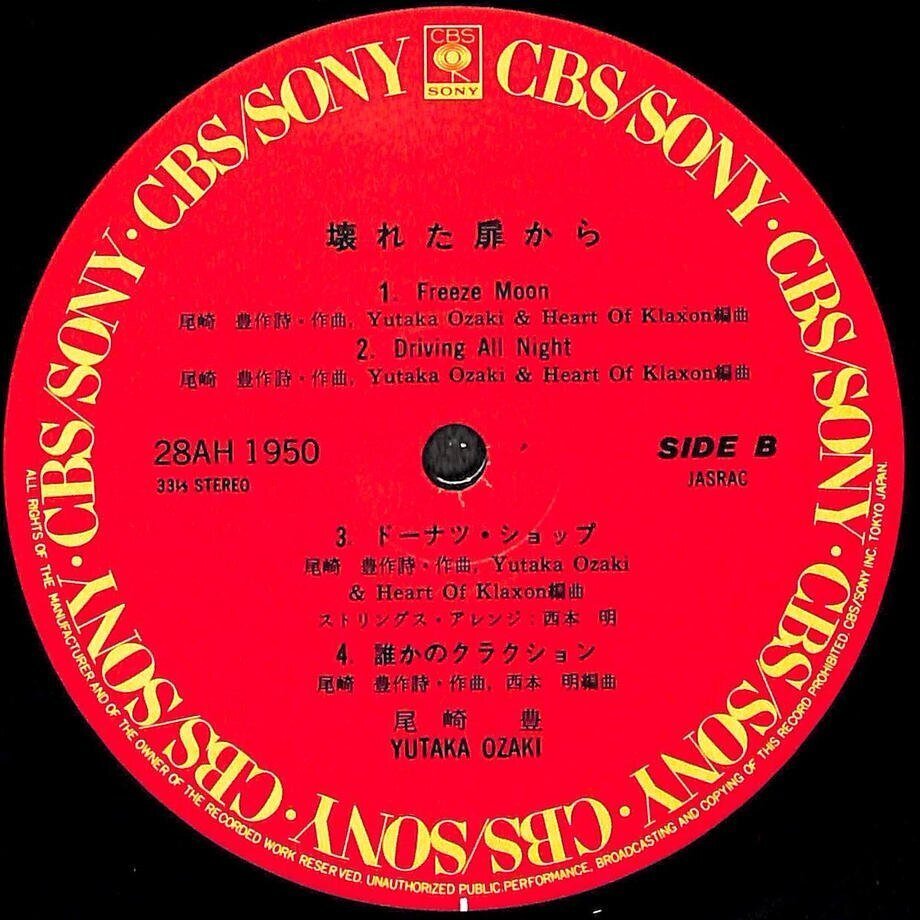 CBS
SONY
CBS/SONY · CBS/SONY · CBS/SONY · CBS/SONY · CBS/SONY · CBS/SONY · CBS/SONY · CBS/SONY
壊れた扉から
1. Freeze Moon
尾崎 豊作詩・作曲, Yutaka Ozaki & Heart Of Klaxon編曲
2. Driving All Night
尾崎 豊作詩・作曲, Yutaka Ozaki & Heart Of Klaxon編曲
28AH 1950
33⅓ STEREO
SIDE B
JASRAC
3. ドーナツ・ショップ
尾崎 豊作詩・作曲, Yutaka Ozaki
& Heart Of Klaxon編曲
ストリングス・アレンジ:西本 明
4. 誰かのクラクション
尾崎 豊作詩・作曲, 西本 明編曲
尾崎 豊
YUTAKA OZAKI
ALL RIGHTS OF THE MANUFACTURER AND OF THE OWNER OF THE RECORDED WORK RESERVED. UNAUTHORIZED PUBLIC PERFORMANCE, BROADCASTING AND COPYING OF THIS RECORD PROHIBITED. CBS/SONY INC. TOKYO JAPAN.